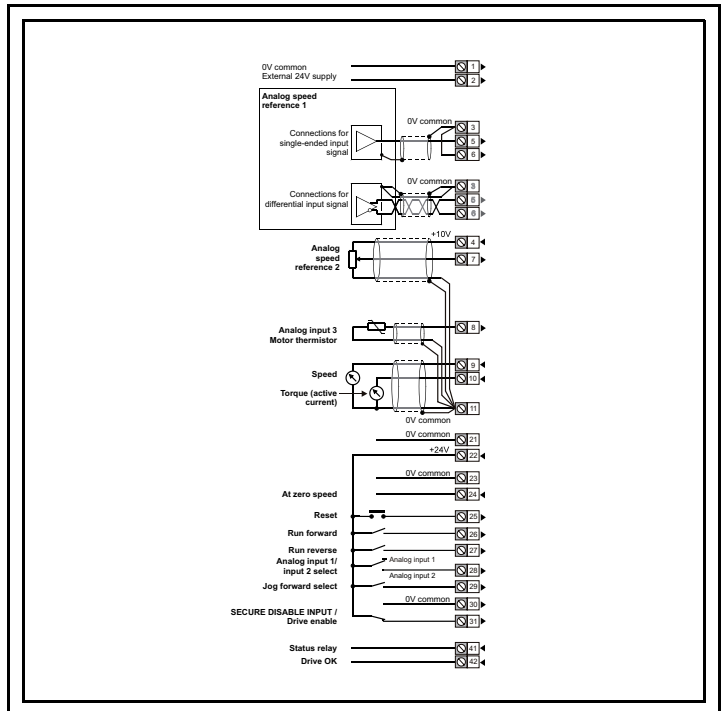 0V common
1
External 24V supply
2
Analog speed
reference 1
0V common
3
Connections for
single-ended input
signal
5
6
0V common
3
Connections for
differential input signal
5
6
+10V
4
Analog
speed
reference 2
7
Analog input 3
Motor thermistor
8
9
Speed
10
Torque (active
current)
11
0V common
0V common
21
+24V
22
0V common
23
At zero speed
24
Reset
25
Run forward
26
Run reverse
27
Analog input 1/
input 2 select
Analog input 1
28
Analog input 2
Jog forward select
29
0V common
30
SECURE DISABLE INPUT /
Drive enable
31
Status relay
41
Drive OK
42